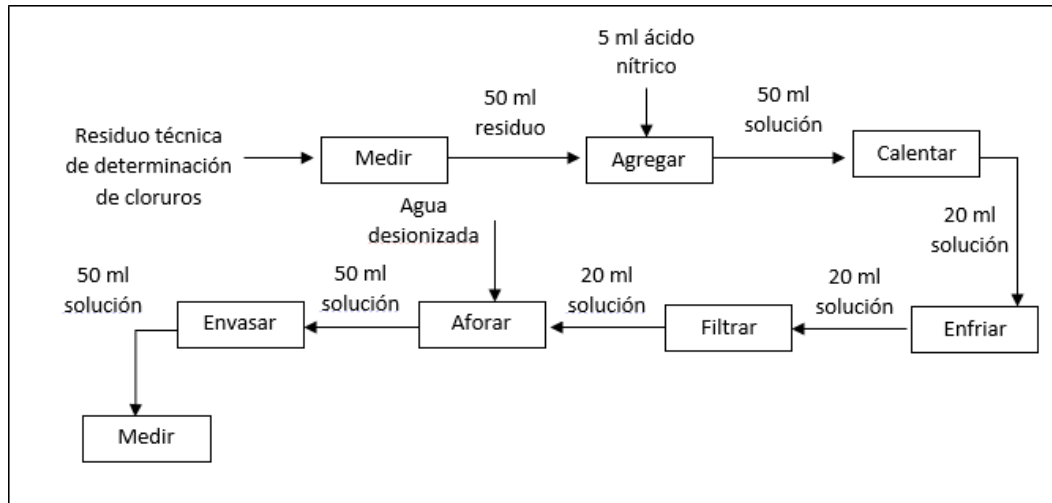 Residuo técnica
de determinación
de cloruros
Medir
50 ml
residuo
5 ml ácido
nítrico
Agregar
50 ml
solución
Calentar
20 ml
solución
Enfriar
20 ml
solución
Filtrar
20 ml
solución
Agua
desionizada
Aforar
50 ml
solución
Envasar
50 ml
solución
Medir